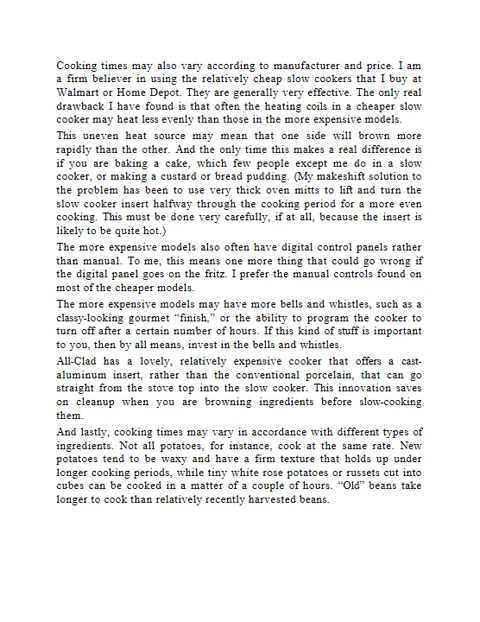 Cooking times may also vary according to manufacturer and price. I am
a firm believer in using the relatively cheap slow cookers that I buy at
Walmart or Home Depot. They are generally very effective. The only real
drawback I have found is that often the heating coils in a cheaper slow
cooker may heat less evenly than those in the more expensive models.
This uneven heat source may mean that one side will brown more
rapidly than the other. And the only time this makes a real difference is
if you are baking a cake, which few people except me do in a slow
cooker, or making a custard or bread pudding. (My makeshift solution to
the problem has been to use very thick oven mitts to lift and turn the
slow cooker insert halfway through the cooking period for a more even
cooking. This must be done very carefully, if at all, because the insert is
likely to be quite hot.)
The more expensive models also often have digital control panels rather
than manual. To me, this means one more thing that could go wrong if
the digital panel goes on the fritz. I prefer the manual controls found on
most of the cheaper models.
The more expensive models may have more bells and whistles, such as a
classy-looking gourmet “finish,” or the ability to program the cooker to
turn off after a certain number of hours. If this kind of stuff is important
to you, then by all means, invest in the bells and whistles.
All-Clad has a lovely, relatively expensive cooker that offers a cast-
aluminum insert, rather than the conventional porcelain, that can go
straight from the stove top into the slow cooker. This innovation saves
on cleanup when you are browning ingredients before slow-cooking
them.
And lastly, cooking times may vary in accordance with different types of
ingredients. Not all potatoes, for instance, cook at the same rate. New
potatoes tend to be waxy and have a firm texture that holds up under
longer cooking periods, while tiny white rose potatoes or russets cut into
cubes can be cooked in a matter of a couple of hours. “Old” beans take
longer to cook than relatively recently harvested beans.